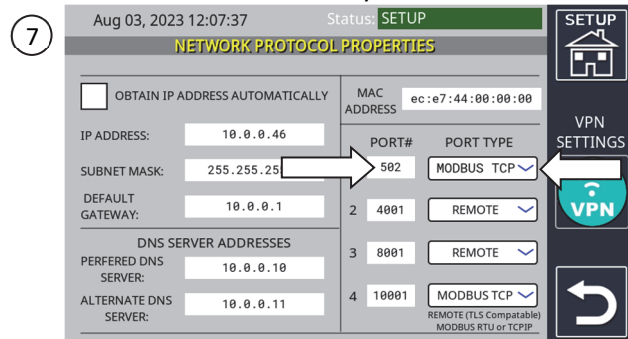 7
Aug 03, 2023 12:07:37 Status: SETUP
SETUP
NETWORK PROTOCOL PROPERTIES
OBTAIN IP ADDRESS AUTOMATICALLY
MAC ADDRESS ec:e7:44:00:00:00
IP ADDRESS: 10.0.0.46
SUBNET MASK: 255.255.25
DEFAULT GATEWAY: 10.0.0.1
DNS SERVER ADDRESSES
PERFERED DNS SERVER: 10.0.0.10
ALTERNATE DNS SERVER: 10.0.0.11
PORT# PORT TYPE
502 MODBUS TCP
2 4001 REMOTE
3 8001 REMOTE
4 10001 MODBUS TCP
REMOTE (TLS Compatable)
MODBUS RTU or TCPIP
VPN
SETTINGS
VPN